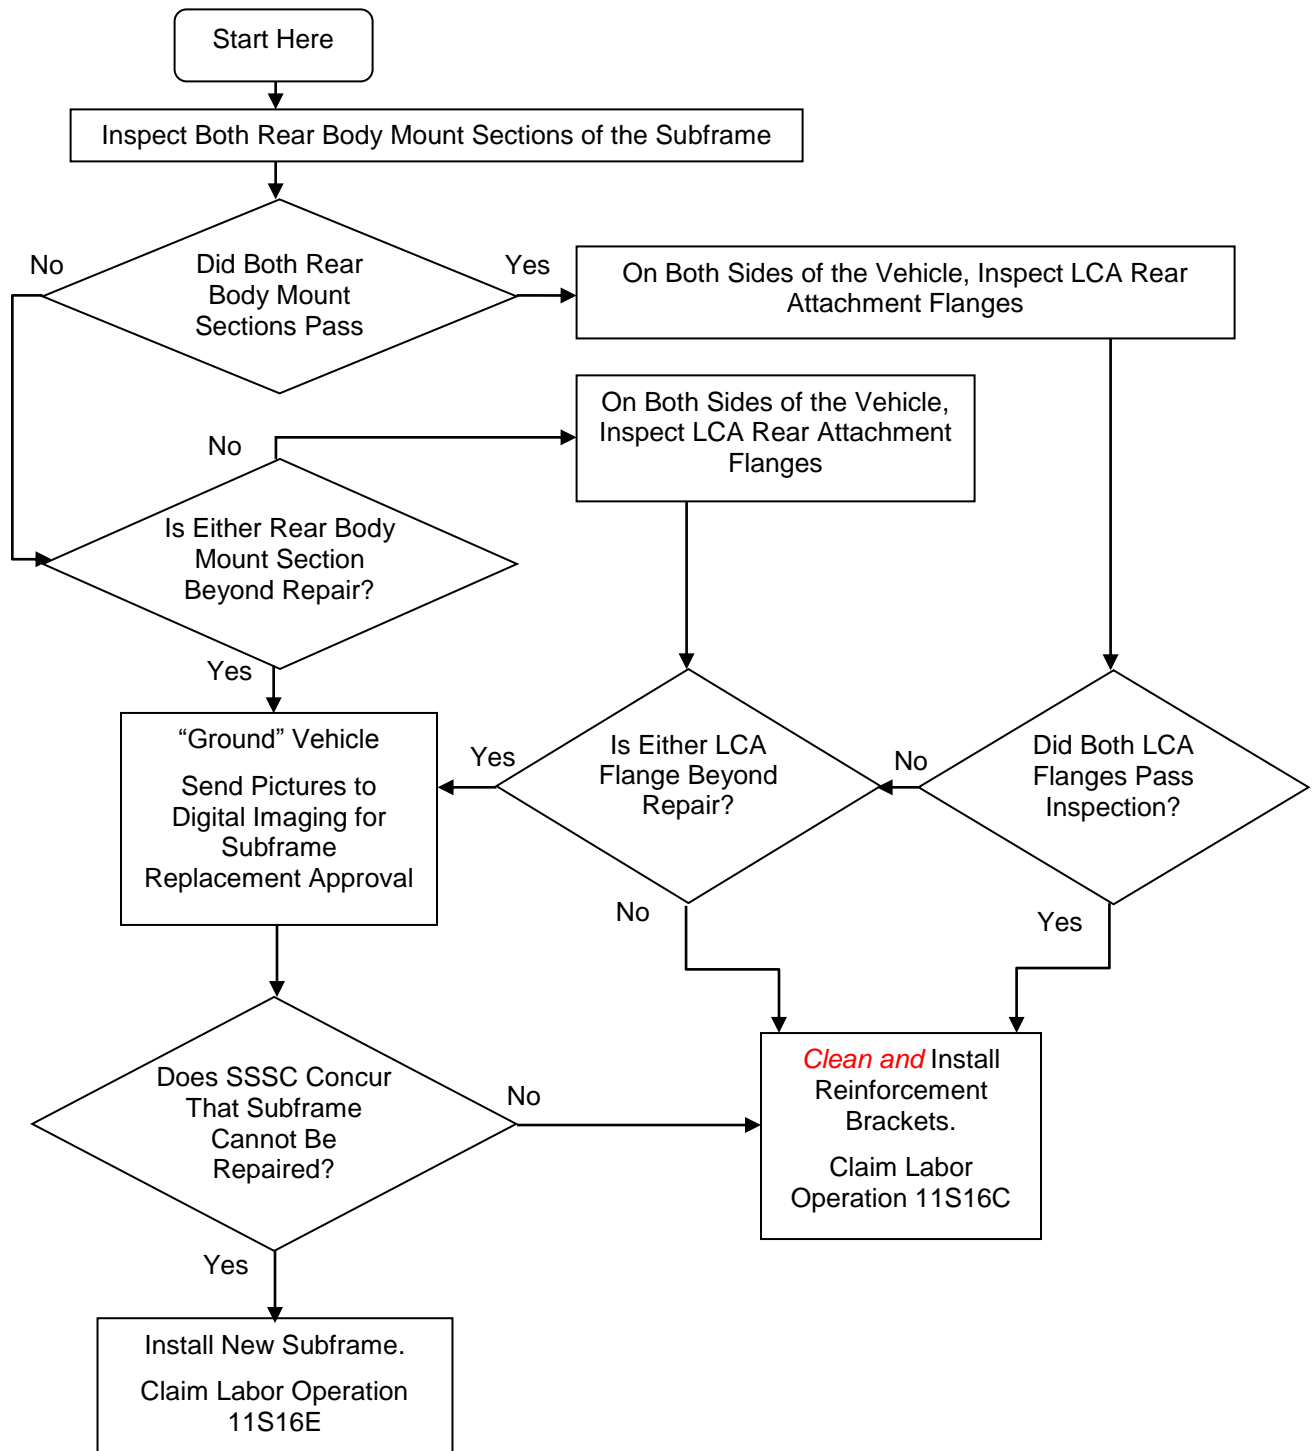 Start Here
Inspect Both Rear Body Mount Sections of the Subframe
No
Did Both Rear
Body Mount
Sections Pass
Yes
On Both Sides of the Vehicle, Inspect LCA Rear
Attachment Flanges
No
On Both Sides of the Vehicle,
Inspect LCA Rear Attachment
Flanges
Is Either Rear Body
Mount Section
Beyond Repair?
Yes
“Ground” Vehicle
Send Pictures to
Digital Imaging for
Subframe
Replacement Approval
Yes
Is Either LCA
Flange Beyond
Repair?
No
Did Both LCA
Flanges Pass
Inspection?
No
Yes
Does SSSC Concur
That Subframe
Cannot Be
Repaired?
No
Clean and Install
Reinforcement
Brackets.
Claim Labor
Operation 11S16C
Yes
Install New Subframe.
Claim Labor Operation
11S16E